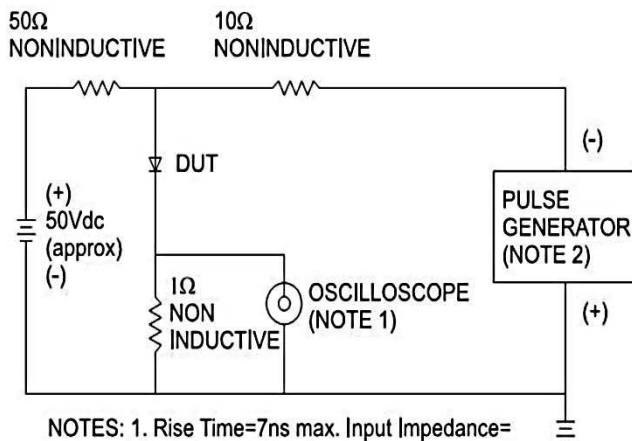 50Ω
NONINDUCTIVE
10Ω
NONINDUCTIVE
DUT
(+)
50Vdc
(approx)
(-)
1Ω
NON
INDUCTIVE
OSCILLOSCOPE
(NOTE 1)
(-)
PULSE
GENERATOR
(NOTE 2)
(+)
NOTES: 1. Rise Time=7ns max. Input Impedance=